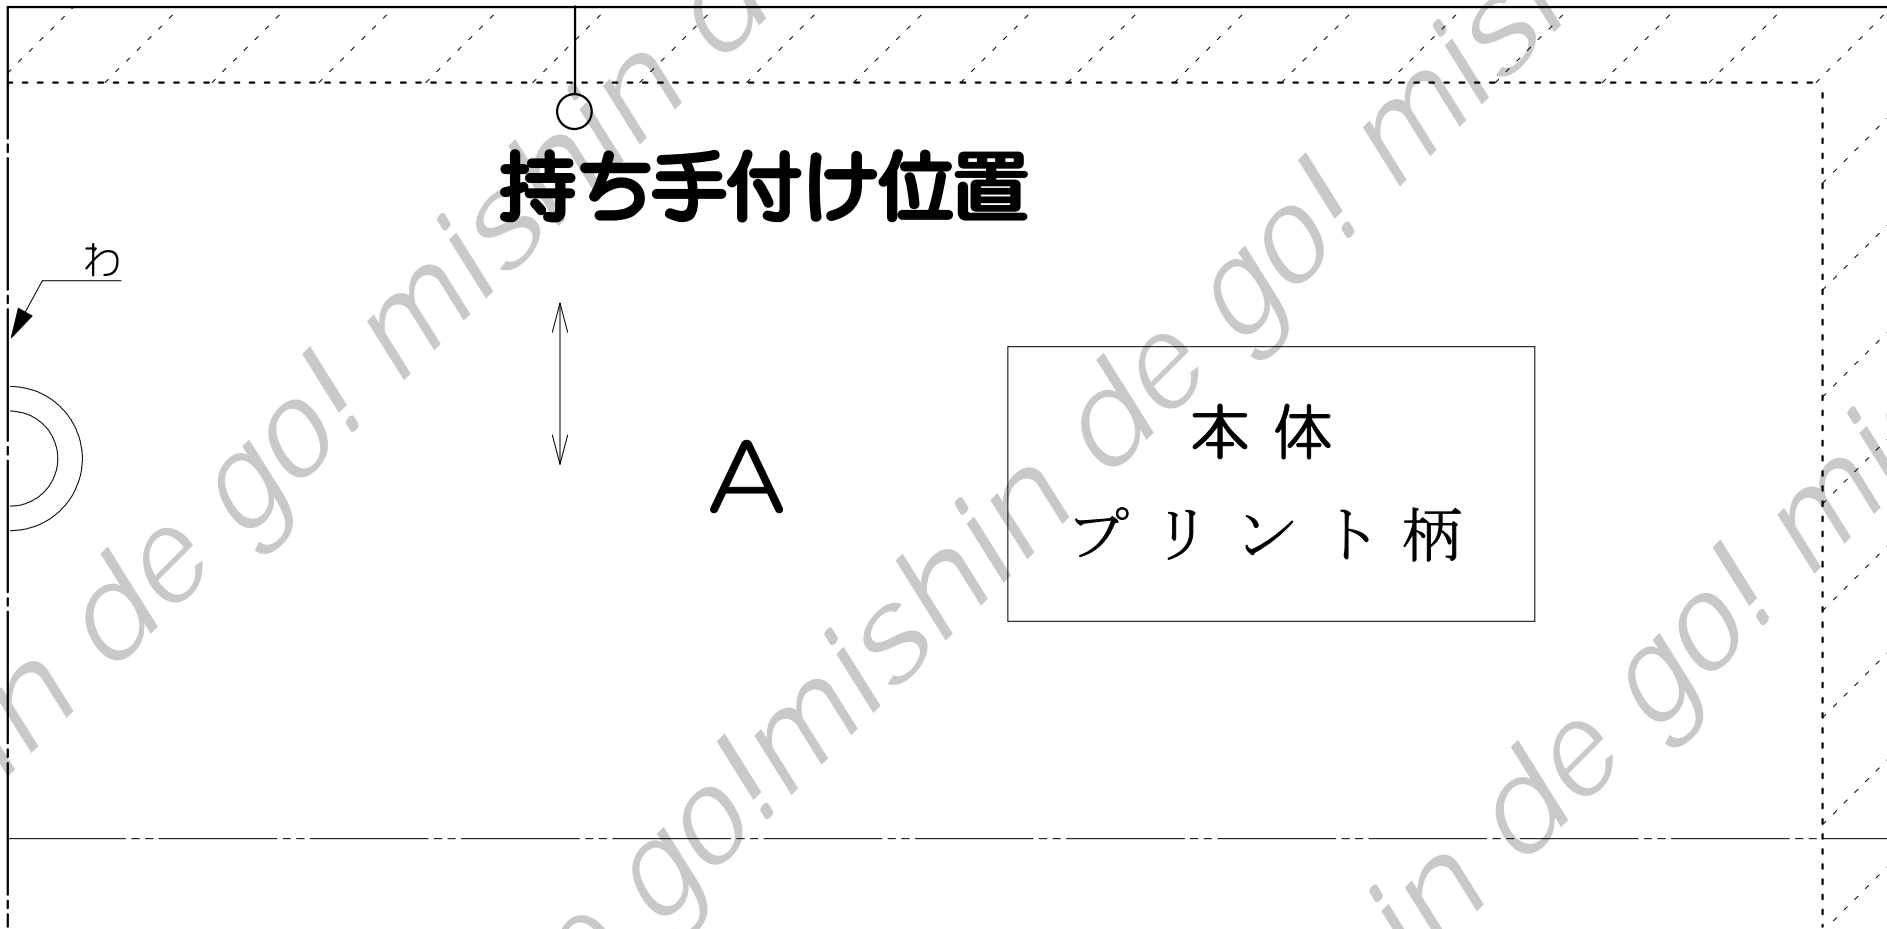 持ち手付け位置
わ
A
本体
プリント柄
mishin de go! mishin de go! mishin de go!